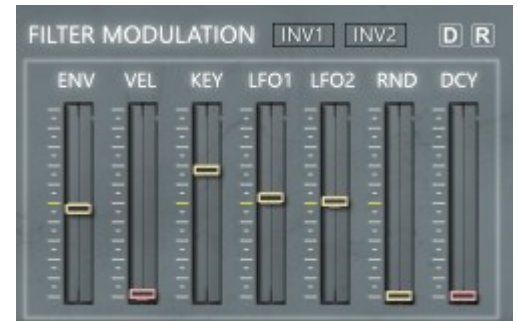 FILTER MODULATION INV1 INV2 D R
ENV VEL KEY LFO1 LFO2 RND DCY